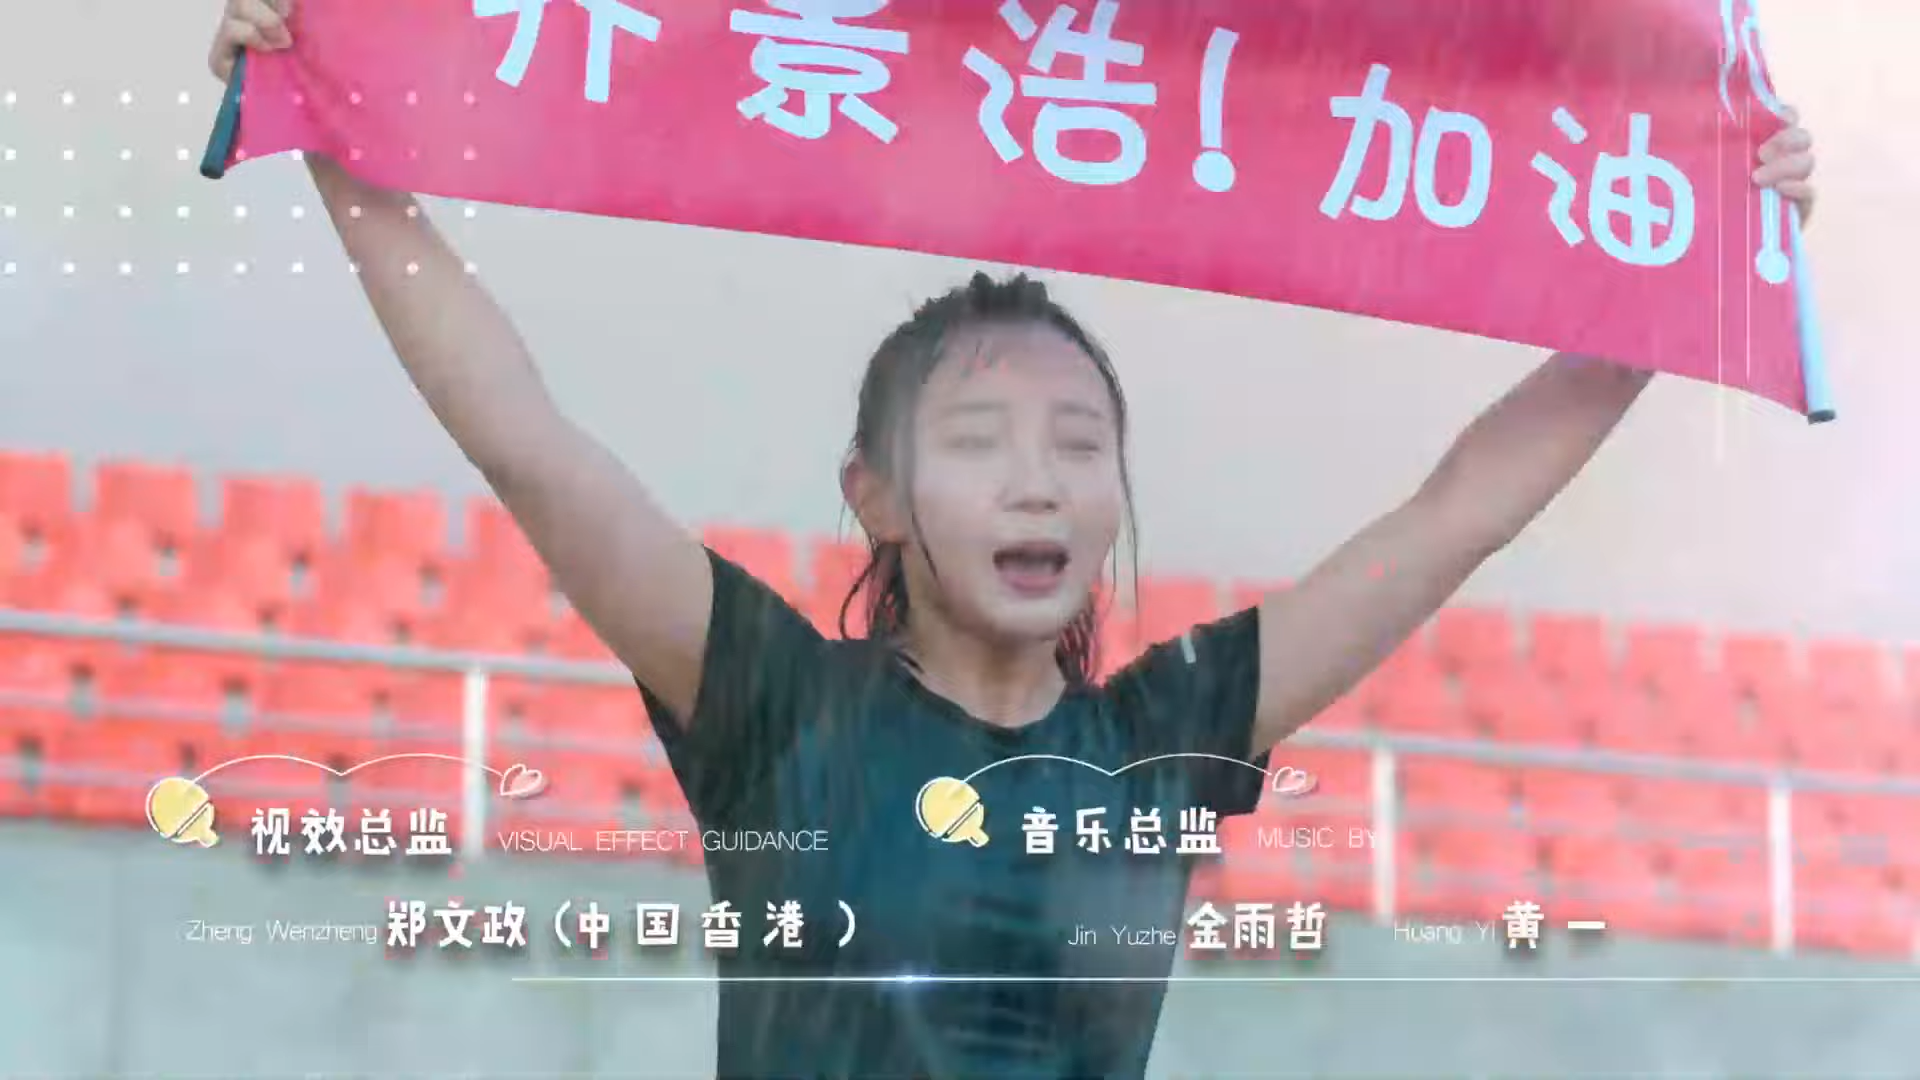 景浩！加油！
视效总监 VISUAL EFFECT GUIDANCE
音乐总监 MUSIC BY
Zheng Wenzheng 郑文政（中国香港）
Jin Yuzhe 金雨哲 Huang Yi 黄一